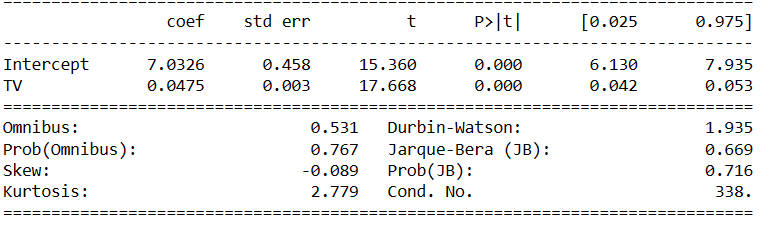 coef std err t P>|t| [0.025 0.975]
Intercept 7.0326 0.458 15.360 0.000 6.130 7.935
TV 0.0475 0.003 17.668 0.000 0.042 0.053
Omnibus: 0.531 Durbin-Watson: 1.935
Prob(Omnibus): 0.767 Jarque-Bera (JB): 0.669
Skew: -0.089 Prob(JB): 0.716
Kurtosis: 2.779 Cond. No. 338.